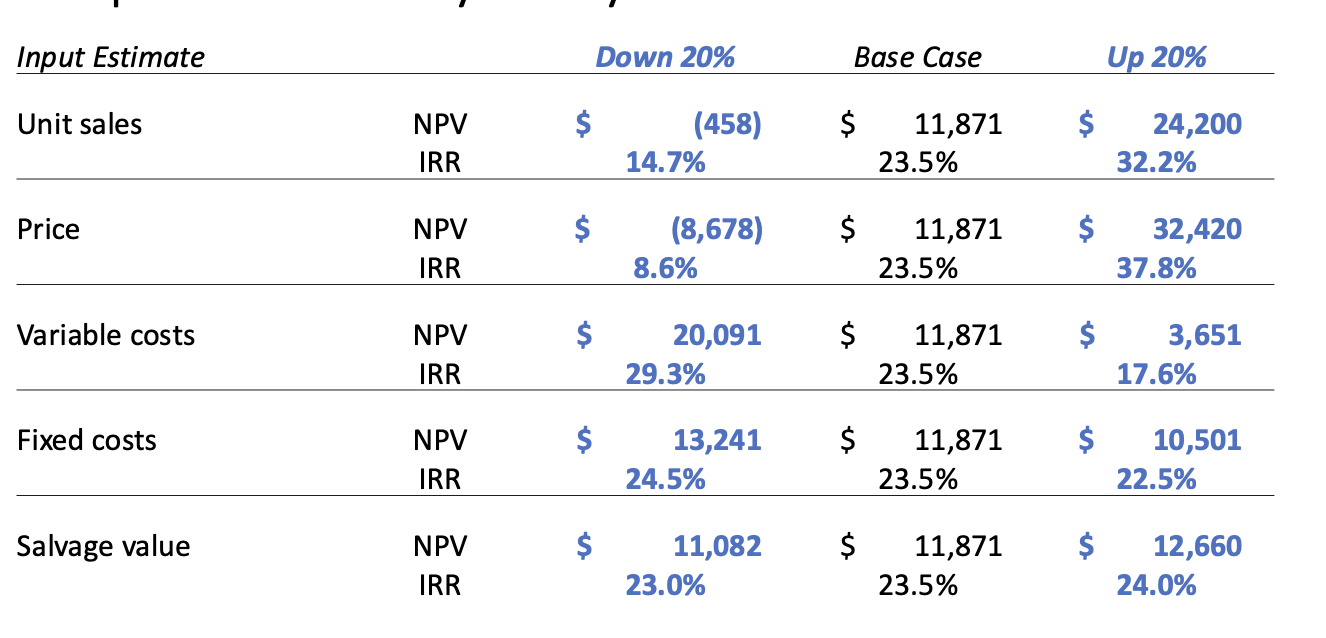 Input Estimate Down 20% Base Case Up 20%
Unit sales NPV $ (458) $ 11,871 $ 24,200
IRR 14.7% 23.5% 32.2%
Price NPV $ (8,678) $ 11,871 $ 32,420
IRR 8.6% 23.5% 37.8%
Variable costs NPV $ 20,091 $ 11,871 $ 3,651
IRR 29.3% 23.5% 17.6%
Fixed costs NPV $ 13,241 $ 11,871 $ 10,501
IRR 24.5% 23.5% 22.5%
Salvage value NPV $ 11,082 $ 11,871 $ 12,660
IRR 23.0% 23.5% 24.0%